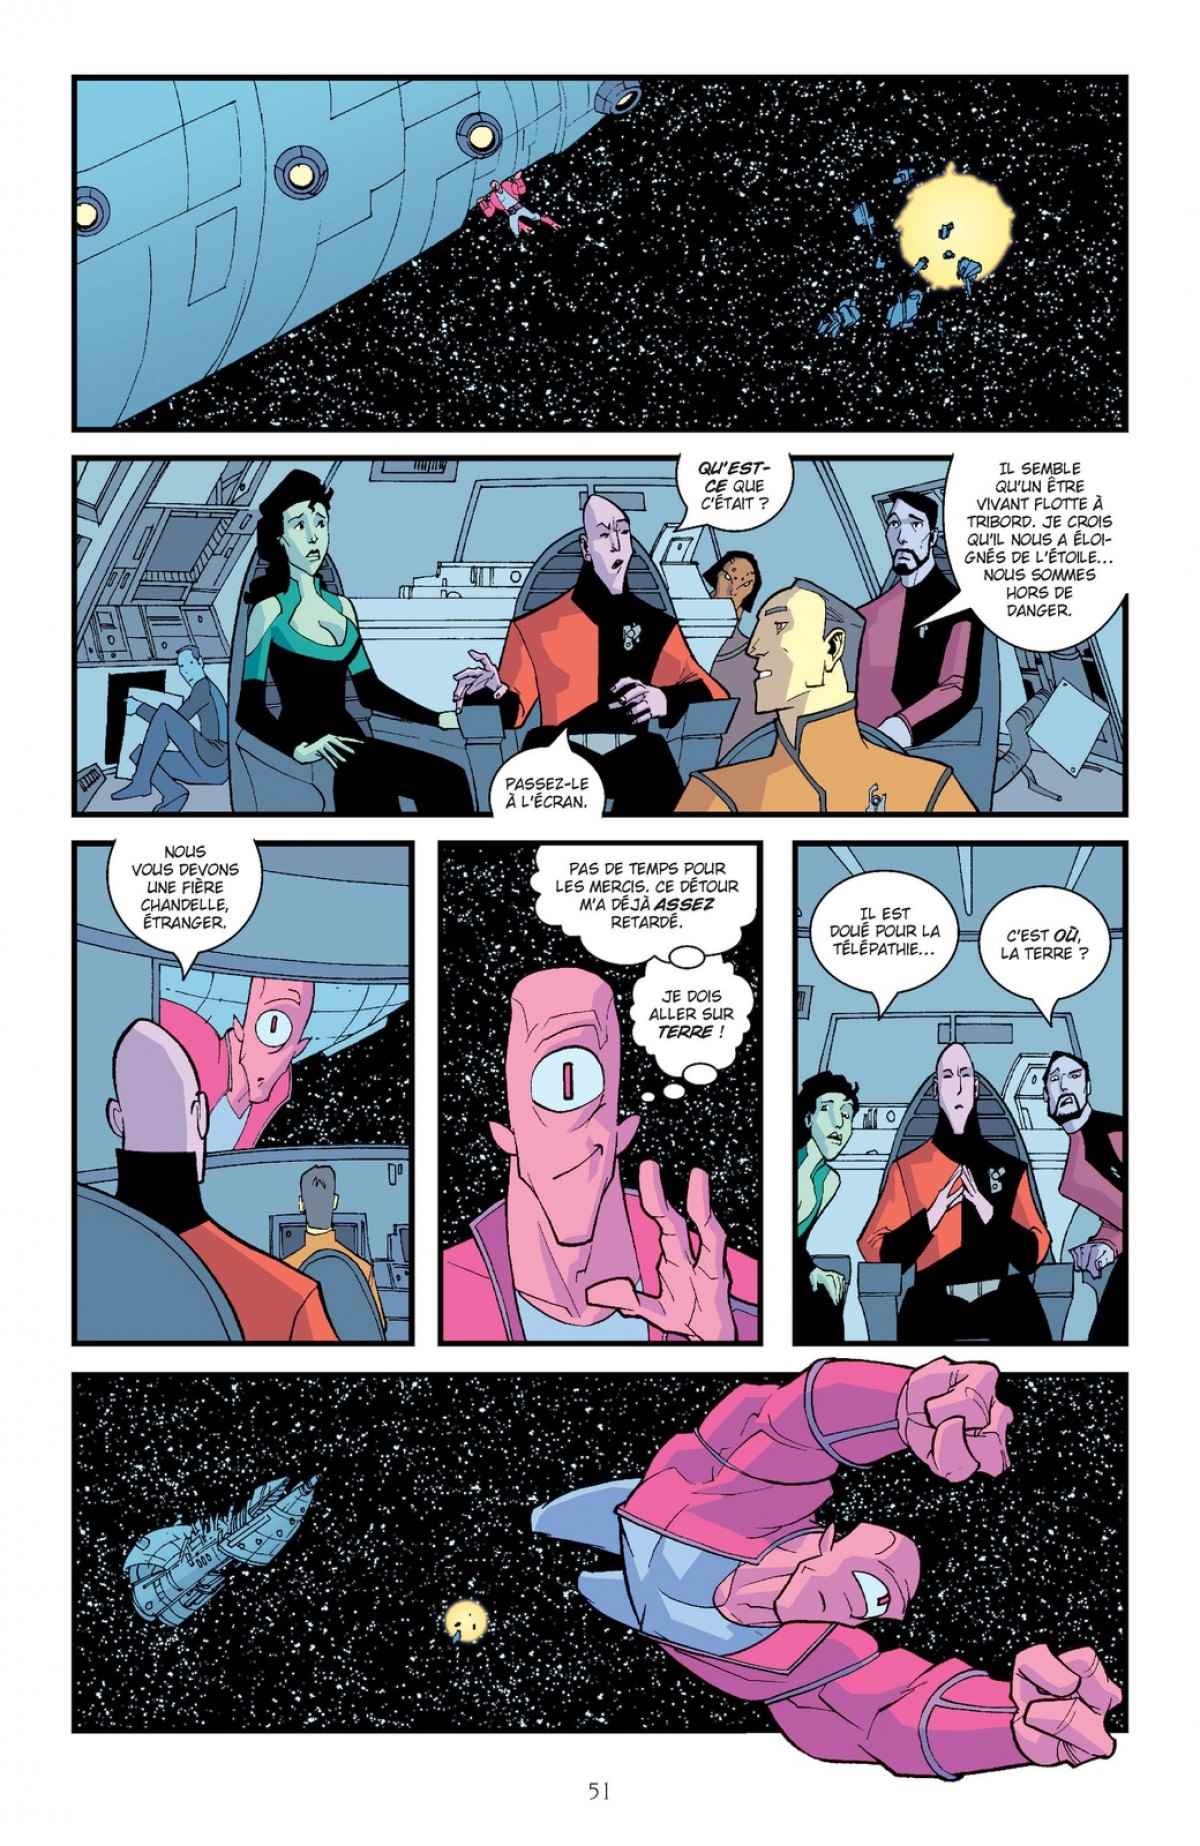 QU'EST-
CE QUE
C'ÉTAIT ?
IL SEMBLE
QU'UN ÊTRE
VIVANT FLOTTE À
TRIBORD. JE CROIS
QU'IL NOUS A ÉLOI-
GNÉS DE L'ÉTOILE...
NOUS SOMMES
HORS DE
DANGER.
PASSEZ-LE
À L'ÉCRAN.
NOUS
VOUS DEVONS
UNE FIÈRE
CHANDELLE,
ÉTRANGER.
PAS DE TEMPS POUR
LES MERCIS. CE DÉTOUR
M'A DÉJÀ ASSEZ
RETARDÉ.
JE DOIS
ALLER SUR
TERRE !
IL EST
DOUÉ POUR LA
TÉLÉPATHIE...
C'EST OÙ,
LA TERRE ?
51